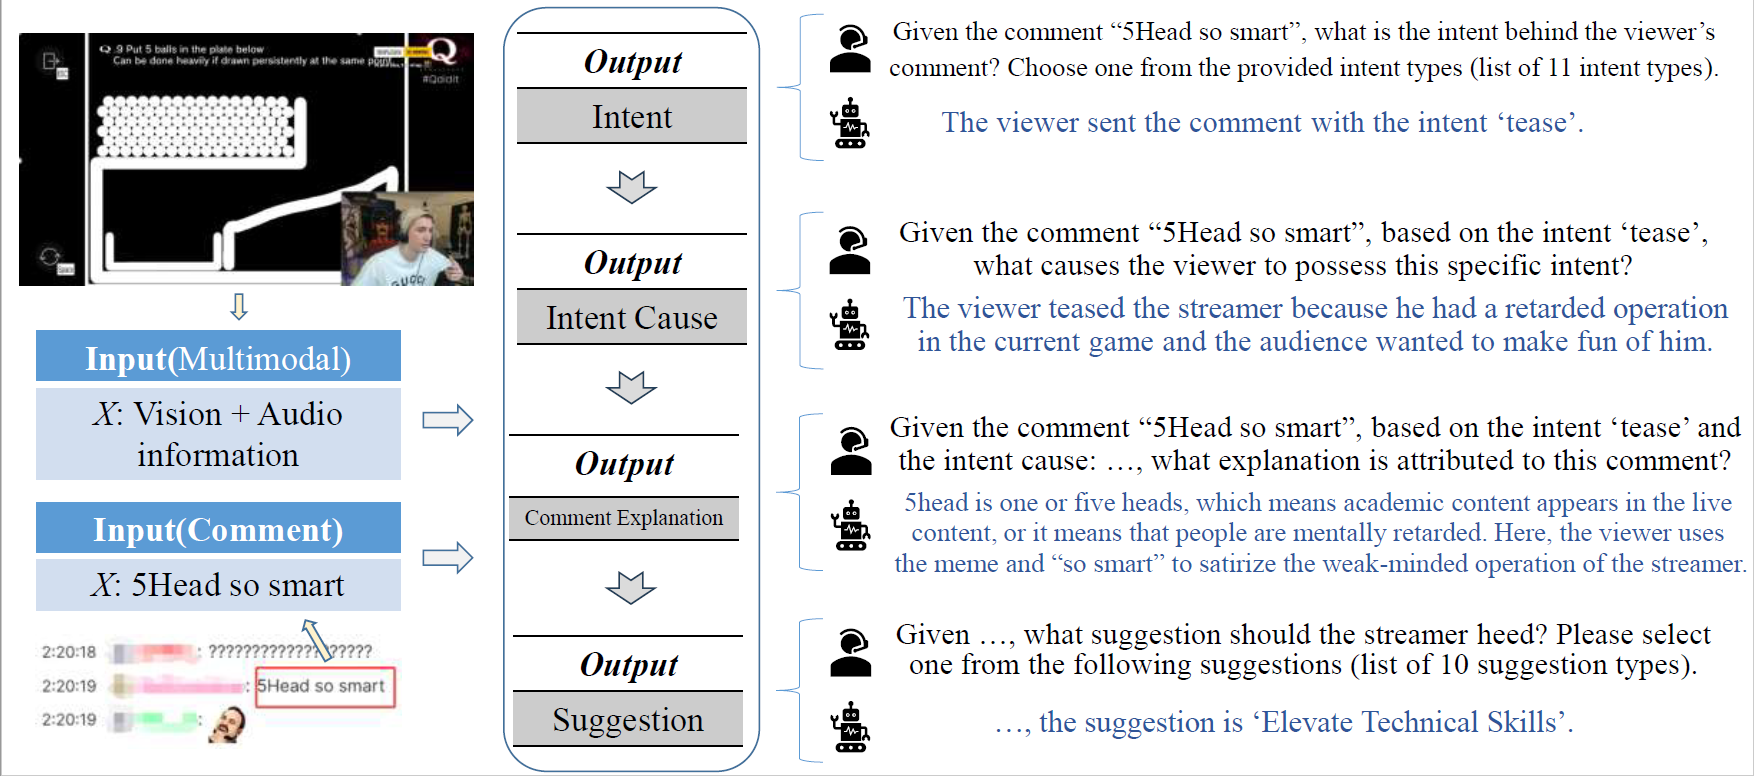 Q .9 Put 5 balls in the plate below
Can be done heavily if drawn persistently at the same point
Q
#Qdidit
ESC
Space
GUCCI
Input(Multimodal)
X: Vision + Audio
information
Input(Comment)
X: 5Head so smart
2:20:18 : ????????????????????
2:20:19 : 5Head so smart
2:20:19 :
Output
Intent
Output
Intent Cause
Output
Comment Explanation
Output
Suggestion
Given the comment “5Head so smart”, what is the intent behind the viewer’s
comment? Choose one from the provided intent types (list of 11 intent types).
The viewer sent the comment with the intent ‘tease’.
Given the comment “5Head so smart”, based on the intent ‘tease’,
what causes the viewer to possess this specific intent?
The viewer teased the streamer because he had a retarded operation
in the current game and the audience wanted to make fun of him.
Given the comment “5Head so smart”, based on the intent ‘tease’ and
the intent cause: …, what explanation is attributed to this comment?
5head is one or five heads, which means academic content appears in the live
content, or it means that people are mentally retarded. Here, the viewer uses
the meme and “so smart” to satirize the weak-minded operation of the streamer.
Given …, what suggestion should the streamer heed? Please select
one from the following suggestions (list of 10 suggestion types).
…, the suggestion is ‘Elevate Technical Skills’.